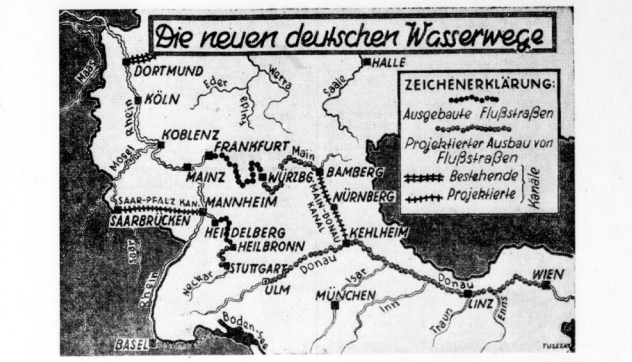 Die neuen deutschen Wasserwege
Maas
DORTMUND
Eder
Fulda
Werra
Saale
HALLE
ZEICHENERKLÄRUNG:
Ausgebaute Flußstraßen
Projektierter Ausbau von
Flußstraßen
Bestehende
Projektierte
Kanäle
KÖLN
Rhein
KOBLENZ
Mosel
FRANKFURT
Main
MAINZ
WÜRZBG.
BAMBERG
MAIN-DONAU
KANAL
NÜRNBERG
SAAR-PFALZ KAN.
MANNHEIM
SAARBRÜCKEN
HEIDELBERG
HEILBRONN
KEHLHEIM
Saar
Rhein
Neckar
STUTTGART
ULM
Donau
Isar
Inn
MÜNCHEN
Donau
Traun
LINZ
Enns
WIEN
BASEL
Boden-See